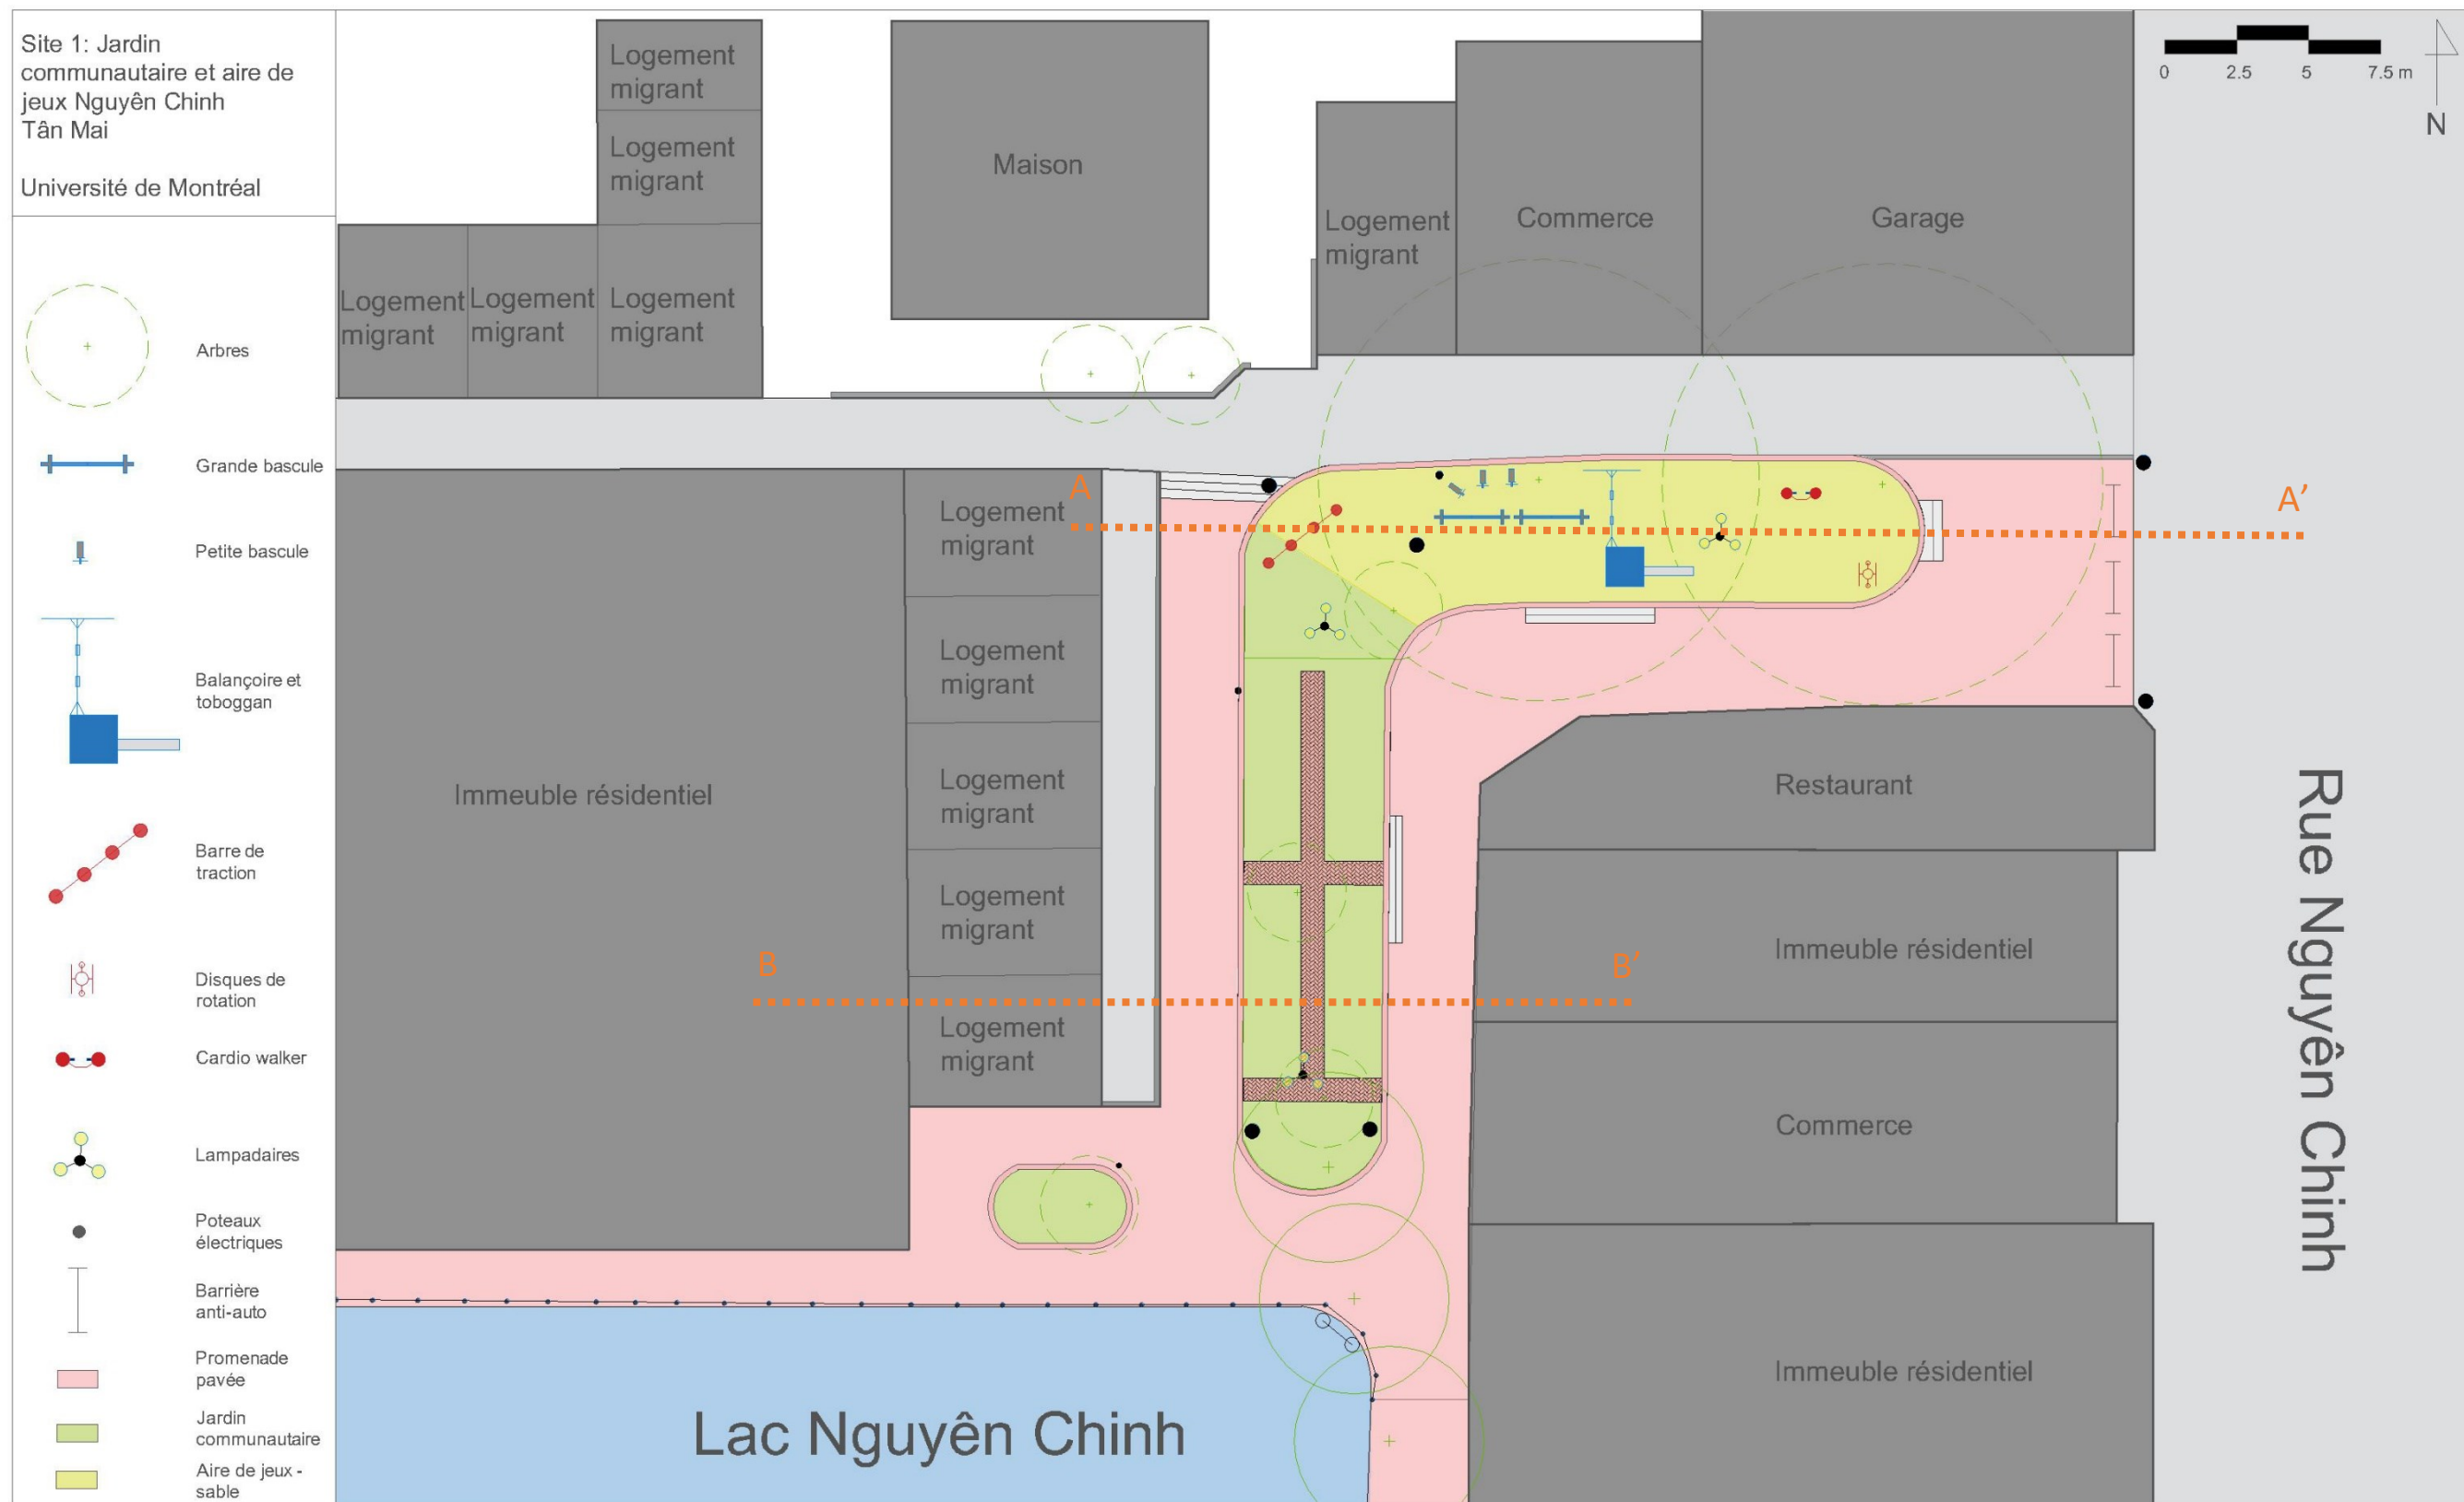 Site 1: Jardin
communautaire et aire de
jeux Nguyên Chinh
Tân Mai
Université de Montréal
Arbres
Grande bascule
Petite bascule
Balançoire et
toboggan
Barre de
traction
Disques de
rotation
Cardio walker
Lampadaires
Poteaux
électriques
Barrière
anti-auto
Promenade
pavée
Jardin
communautaire
Aire de jeux -
sable
Logement
migrant
Logement
migrant
Logement
migrant
Logement
migrant
Logement
migrant
Maison
Logement
migrant
Commerce
Garage
0 2.5 5 7.5 m
N
A
A’
Logement
migrant
Logement
migrant
Logement
migrant
Logement
migrant
Logement
migrant
Immeuble résidentiel
B
B’
Restaurant
Immeuble résidentiel
Commerce
Immeuble résidentiel
Rue Nguyên Chinh
Lac Nguyên Chinh